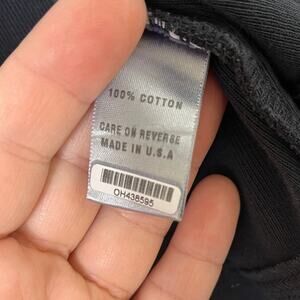 100% COTTON
CARE ON REVERSE
MADE IN U.S.A
OH438595